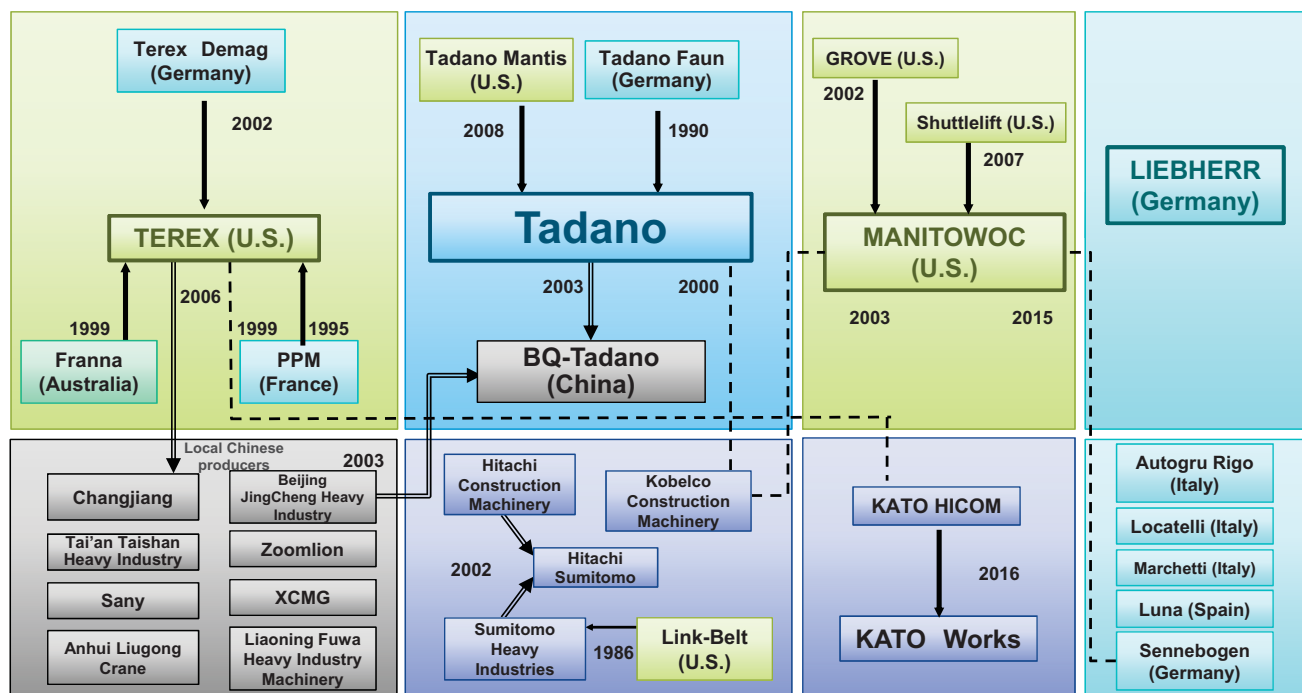 Terex Demag
(Germany)
2002
TEREX (U.S.)
2006
1999
Franna
(Australia)
1999
1995
PPM
(France)
Tadano Mantis
(U.S.)
Tadano Faun
(Germany)
2008
1990
Tadano
2003
2000
BQ-Tadano
(China)
GROVE (U.S.)
2002
Shuttlelift (U.S.)
2007
MANITOWOC
(U.S.)
2003
2015
LIEBHERR
(Germany)
Local Chinese
producers
2003
Changjiang
Beijing
JingCheng Heavy
Industry
Tai’an Taishan
Heavy Industry
Zoomlion
Sany
XCMG
Anhui Liugong
Crane
Liaoning Fuwa
Heavy Industry
Machinery
Hitachi
Construction
Machinery
Kobelco
Construction
Machinery
2002
Hitachi
Sumitomo
Sumitomo
Heavy
Industries
1986
Link-Belt
(U.S.)
KATO HICOM
2016
KATO Works
Autogru Rigo
(Italy)
Locatelli (Italy)
Marchetti (Italy)
Luna (Spain)
Sennebogen
(Germany)